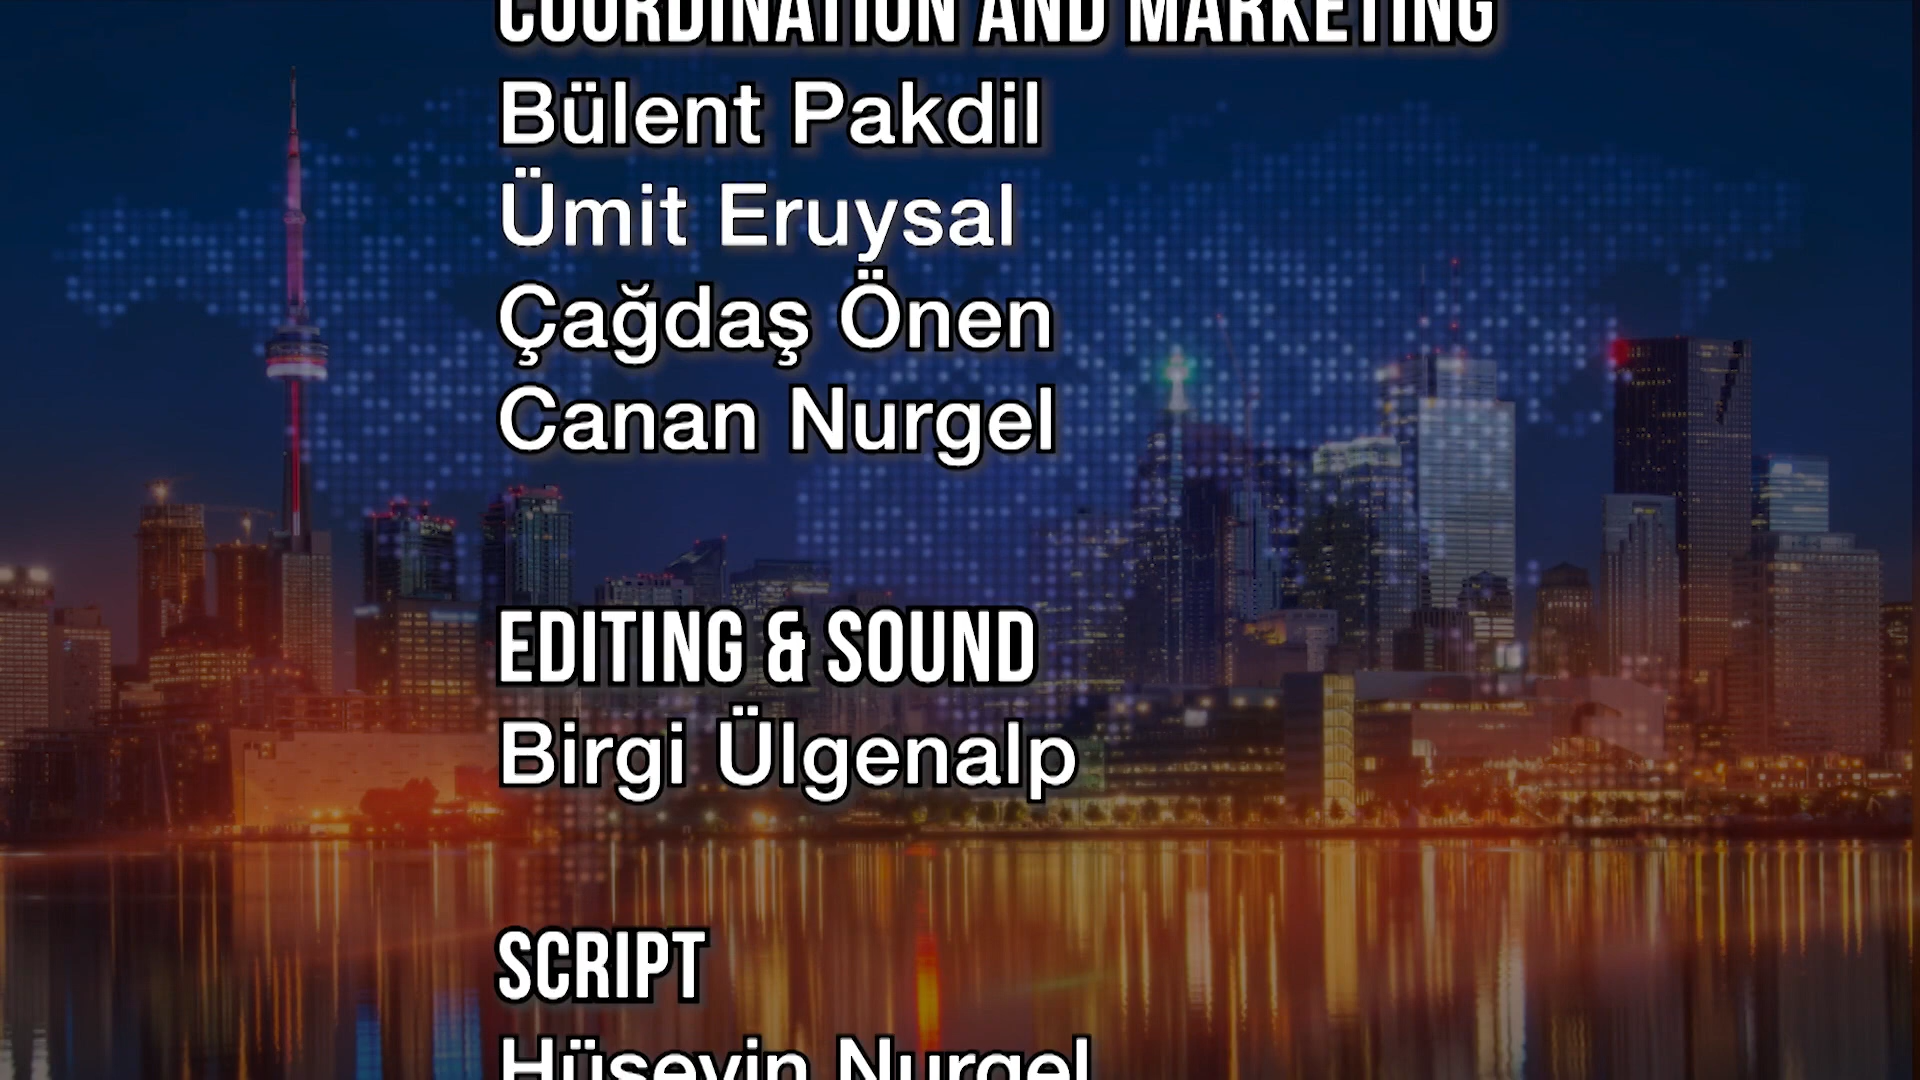 COORDINATION AND MARKETING
Bülent Pakdil
Ümit Eruysal
Çağdaş Önen
Canan Nurgel
EDITING & SOUND
Birgi Ülgenalp
SCRIPT
Hüseyin Nurgel